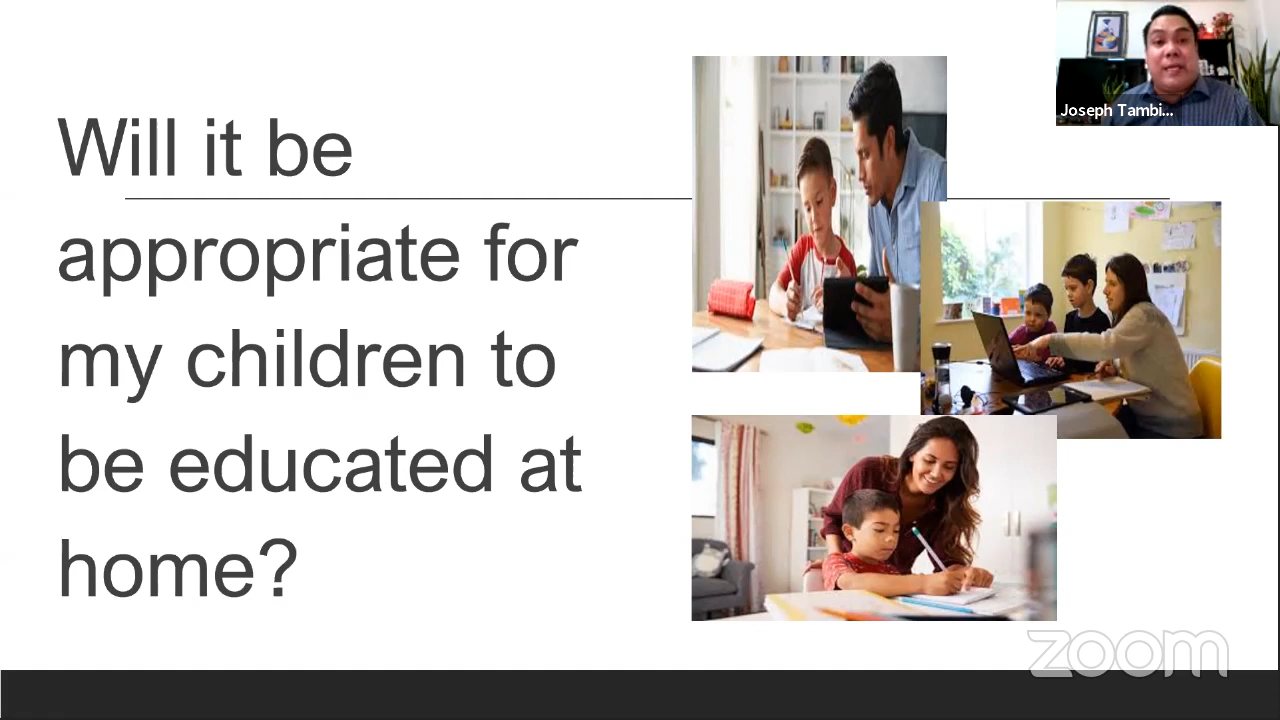 Will it be
appropriate for
my children to
be educated at
home?
Joseph Tambi...
zoom